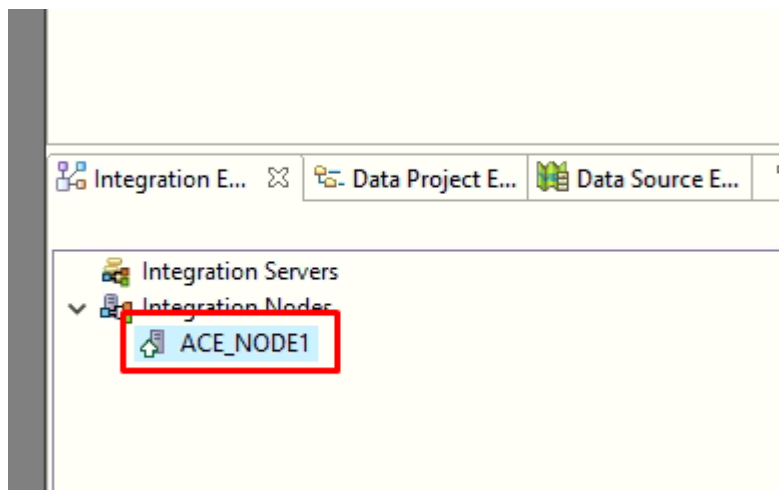 Integration E... Data Project E... Data Source E...
Integration Servers
Integration Nodes
ACE_NODE1